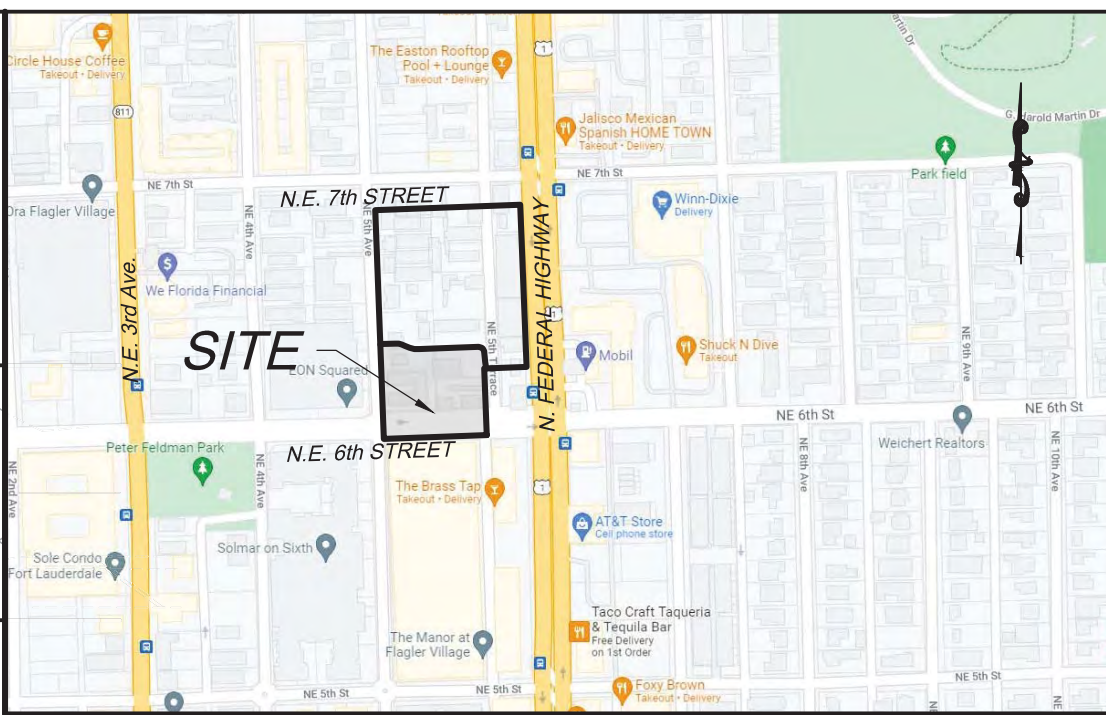 Circle House Coffee
Takeout • Delivery
The Easton Rooftop
Pool + Lounge
Takeout • Delivery
1
811
Jalisco Mexican
Spanish HOME TOWN
Takeout • Delivery
Martin Dr
G. Harold Martin Dr
Park field
NE 7th St
N.E. 7th STREET
NE 7th St
Ora Flagler Village
NE 4th Ave
NE 5th Ave
Winn-Dixie
Delivery
We Florida Financial
N.E. 3rd Ave.
N. FEDERAL HIGHWAY
1
SITE
EON Squared
NE 5th Terrace
Mobil
Shuck N Dive
Takeout
NE 9th Ave
NE 6th St
NE 6th St
N.E. 6th STREET
Weichert Realtors
Peter Feldman Park
NE 2nd Ave
NE 4th Ave
NE 8th Ave
NE 10th Ave
The Brass Tap
Takeout • Delivery
1
AT&T Store
Cell phone store
Solmar on Sixth
Sole Condo
Fort Lauderdale
Taco Craft Taqueria
& Tequila Bar
Free Delivery
on 1st Order
The Manor at
Flagler Village
NE 5th St
NE 5th St
Foxy Brown
Takeout • Delivery
NE 5th St
NE
NE